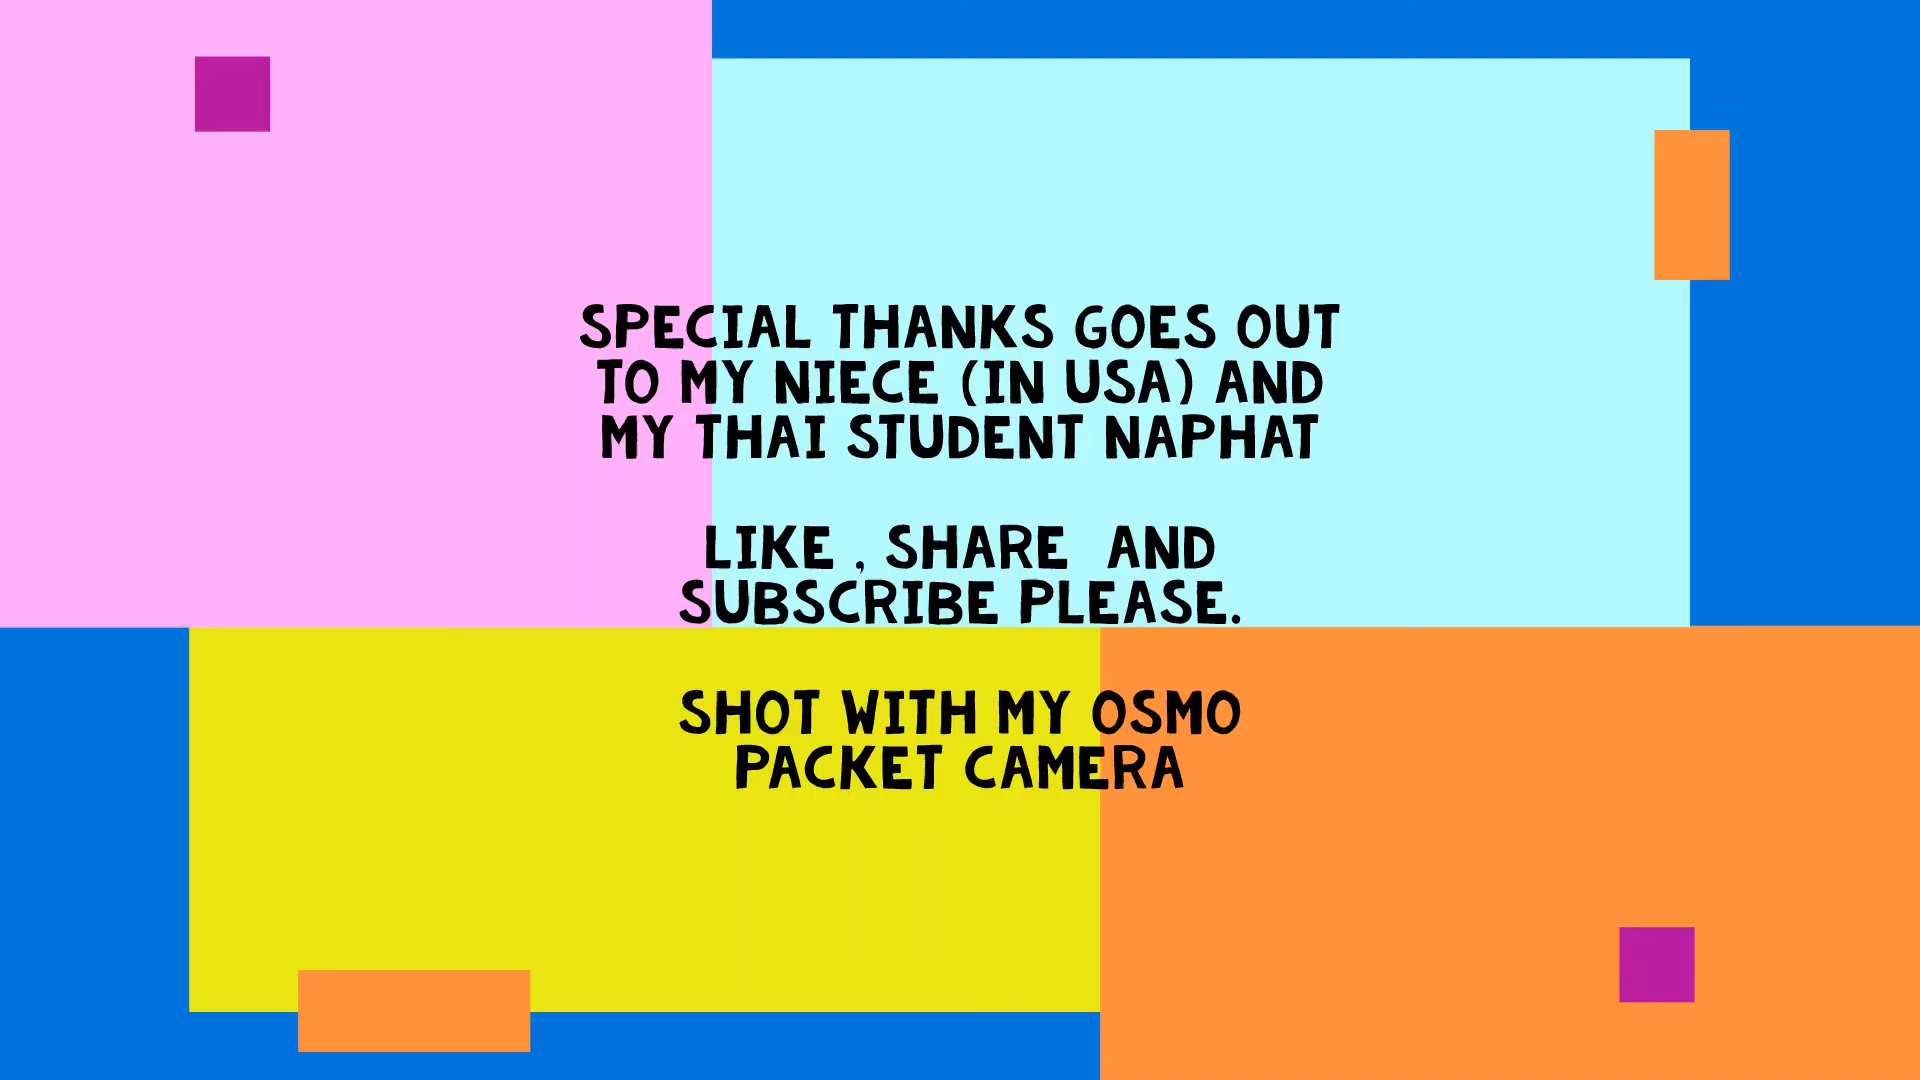 SPECIAL THANKS GOES OUT
TO MY NIECE (IN USA) AND
MY THAI STUDENT NAPHAT
LIKE , SHARE AND
SUBSCRIBE PLEASE.
SHOT WITH MY OSMO
PACKET CAMERA